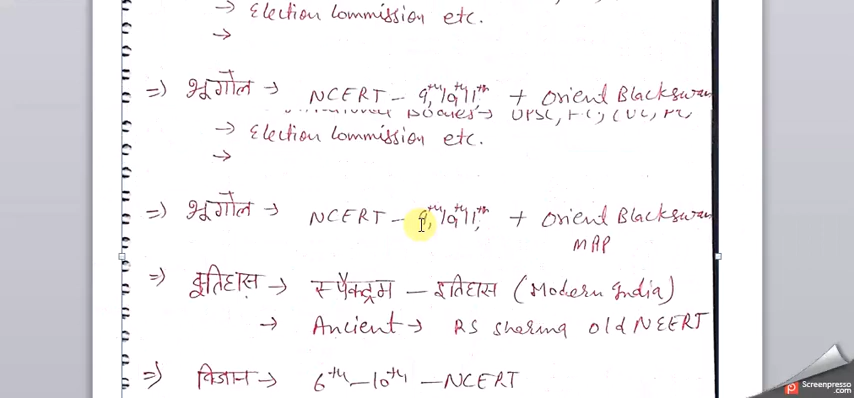 → Election Commission etc.
→
⇒ भूगोल → NCERT - 9th, 10th, 11th + Orient Blackswan
→ UPSC,
→ Election Commission etc.
→
⇒ भूगोल → NCERT - 9th, 10th, 11th + Orient Blackswan
MAP
⇒ इतिहास → स्पैक्ट्रम - इतिहास (Modern India)
→ Ancient → RS Sharma old NCERT
⇒ विज्ञान → 6th - 10th - NCERT
Screenpresso